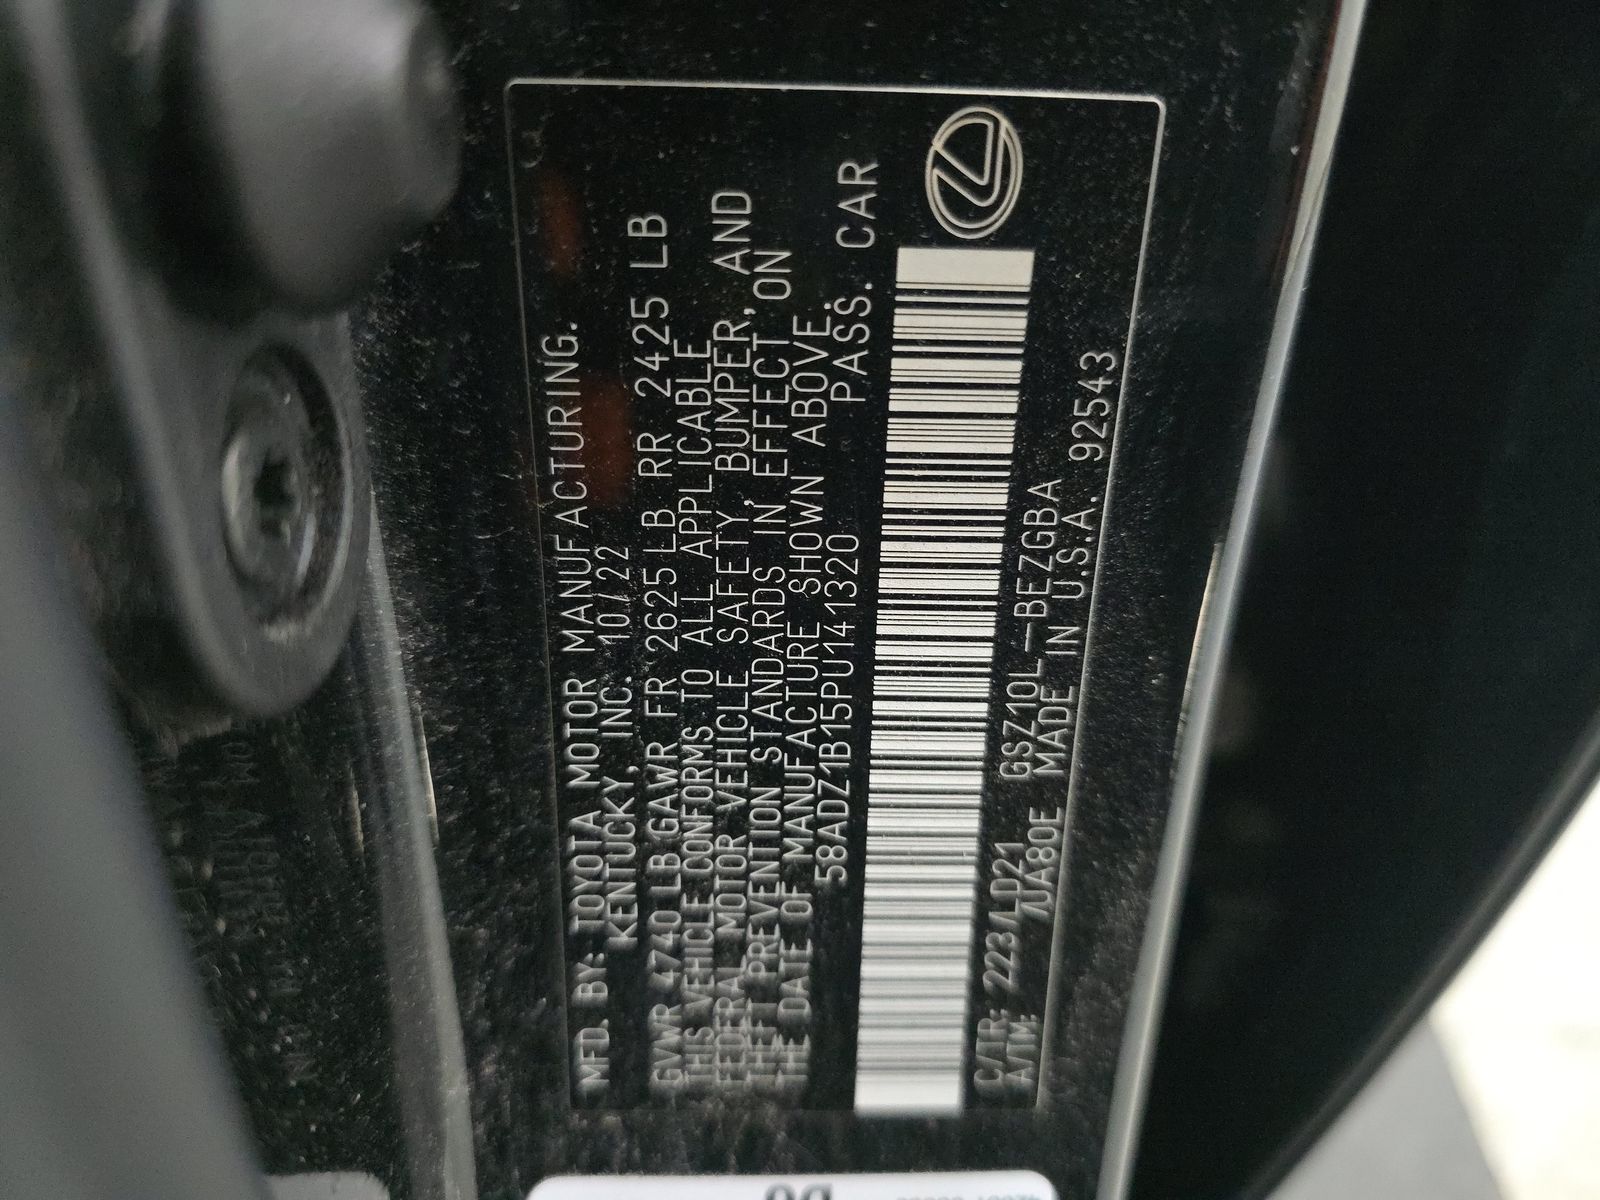 MFD. BY: TOYOTA MOTOR MANUFACTURING.
KENTUCKY, INC. 10/22
GVWR 4740 LB GAWR FR 2625 LB RR 2425 LB
THIS VEHICLE CONFORMS TO ALL APPLICABLE
FEDERAL MOTOR VEHICLE SAFETY, BUMPER, AND
THEFT PREVENTION STANDARDS IN EFFECT ON
THE DATE OF MANUFACTURE SHOWN ABOVE.
58ADZ1B15PU141320 PASS. CAR
C/TR: 223/LD21 GSZ10L-BEZGBA
A/TM: UA80E MADE IN U.S.A. 92543